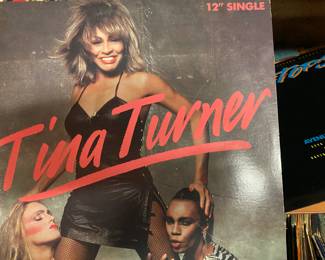 12" SINGLE
Tina Turner